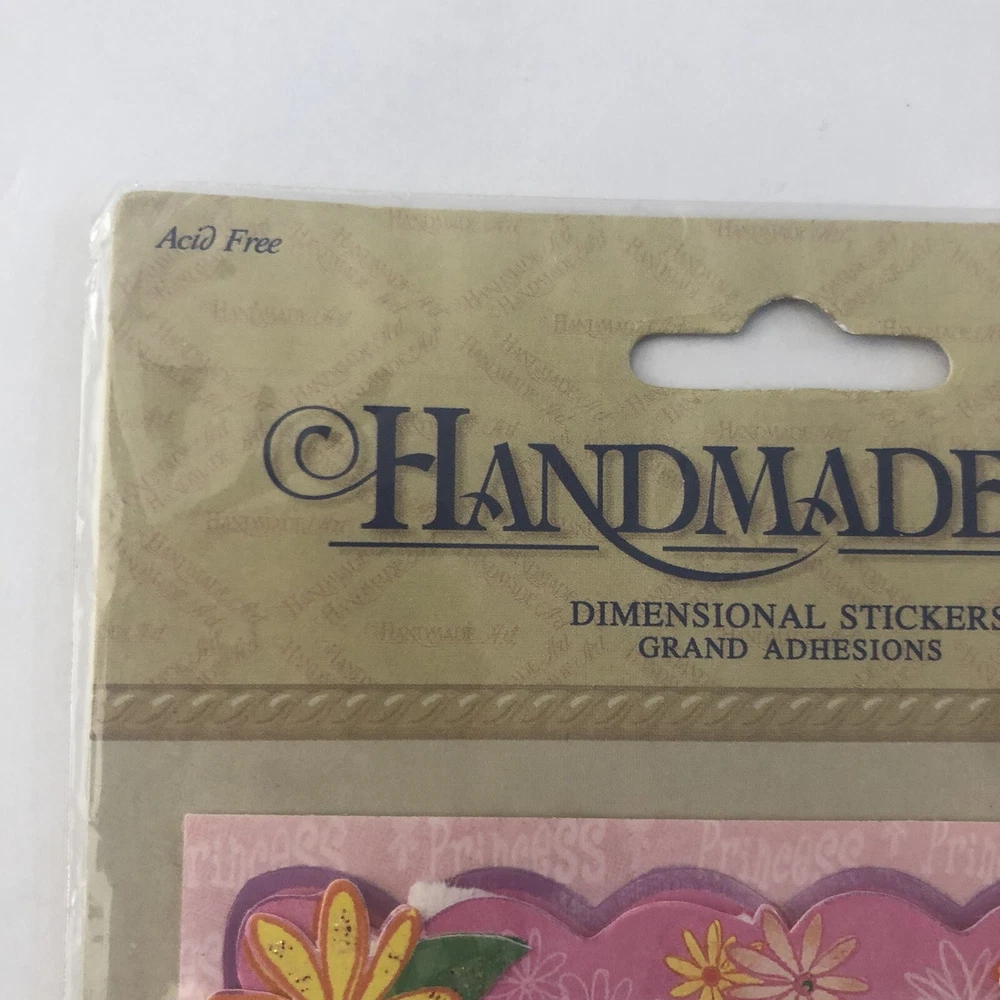 Acid Free
HANDMADE
DIMENSIONAL STICKERS
GRAND ADHESIONS
Princess Princess